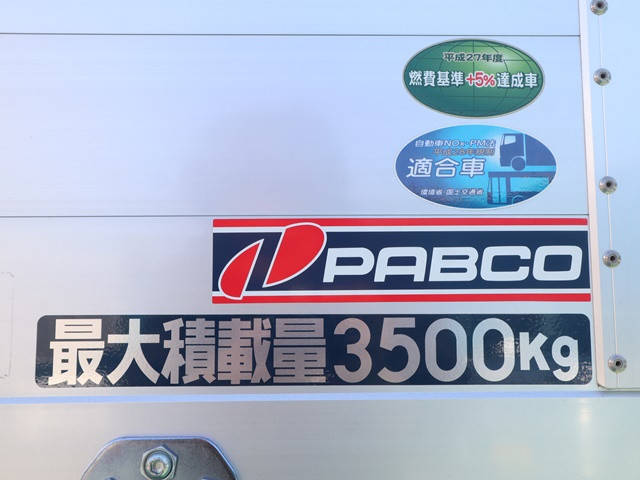 平成27年度
燃費基準+5%達成車
自動車NOx・PM法
適合車
環境省・国土交通省
PABCO
最大積載量3500Kg